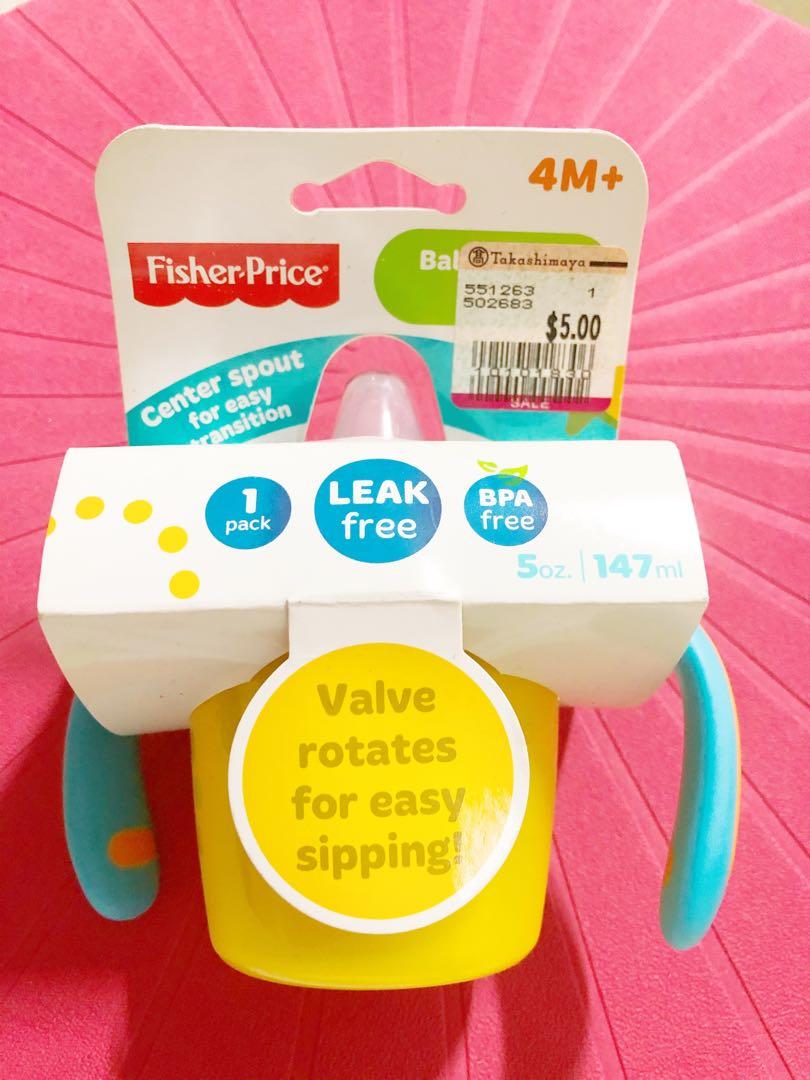 4M+
Fisher-Price®
Takashimaya
551263 1
502683
$5.00
SALE
Center spout
for easy
transition
1
pack
LEAK
free
BPA
free
5oz. | 147ml
Valve
rotates
for easy
sipping!